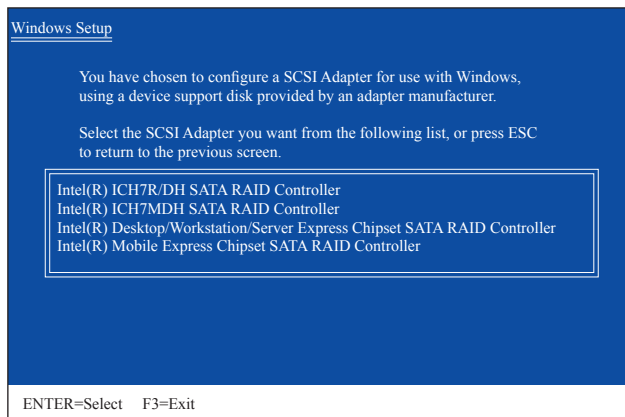 Windows Setup
You have chosen to configure a SCSI Adapter for use with Windows,
using a device support disk provided by an adapter manufacturer.
Select the SCSI Adapter you want from the following list, or press ESC
to return to the previous screen.
Intel(R) ICH7R/DH SATA RAID Controller
Intel(R) ICH7MDH SATA RAID Controller
Intel(R) Desktop/Workstation/Server Express Chipset SATA RAID Controller
Intel(R) Mobile Express Chipset SATA RAID Controller
ENTER=Select F3=Exit